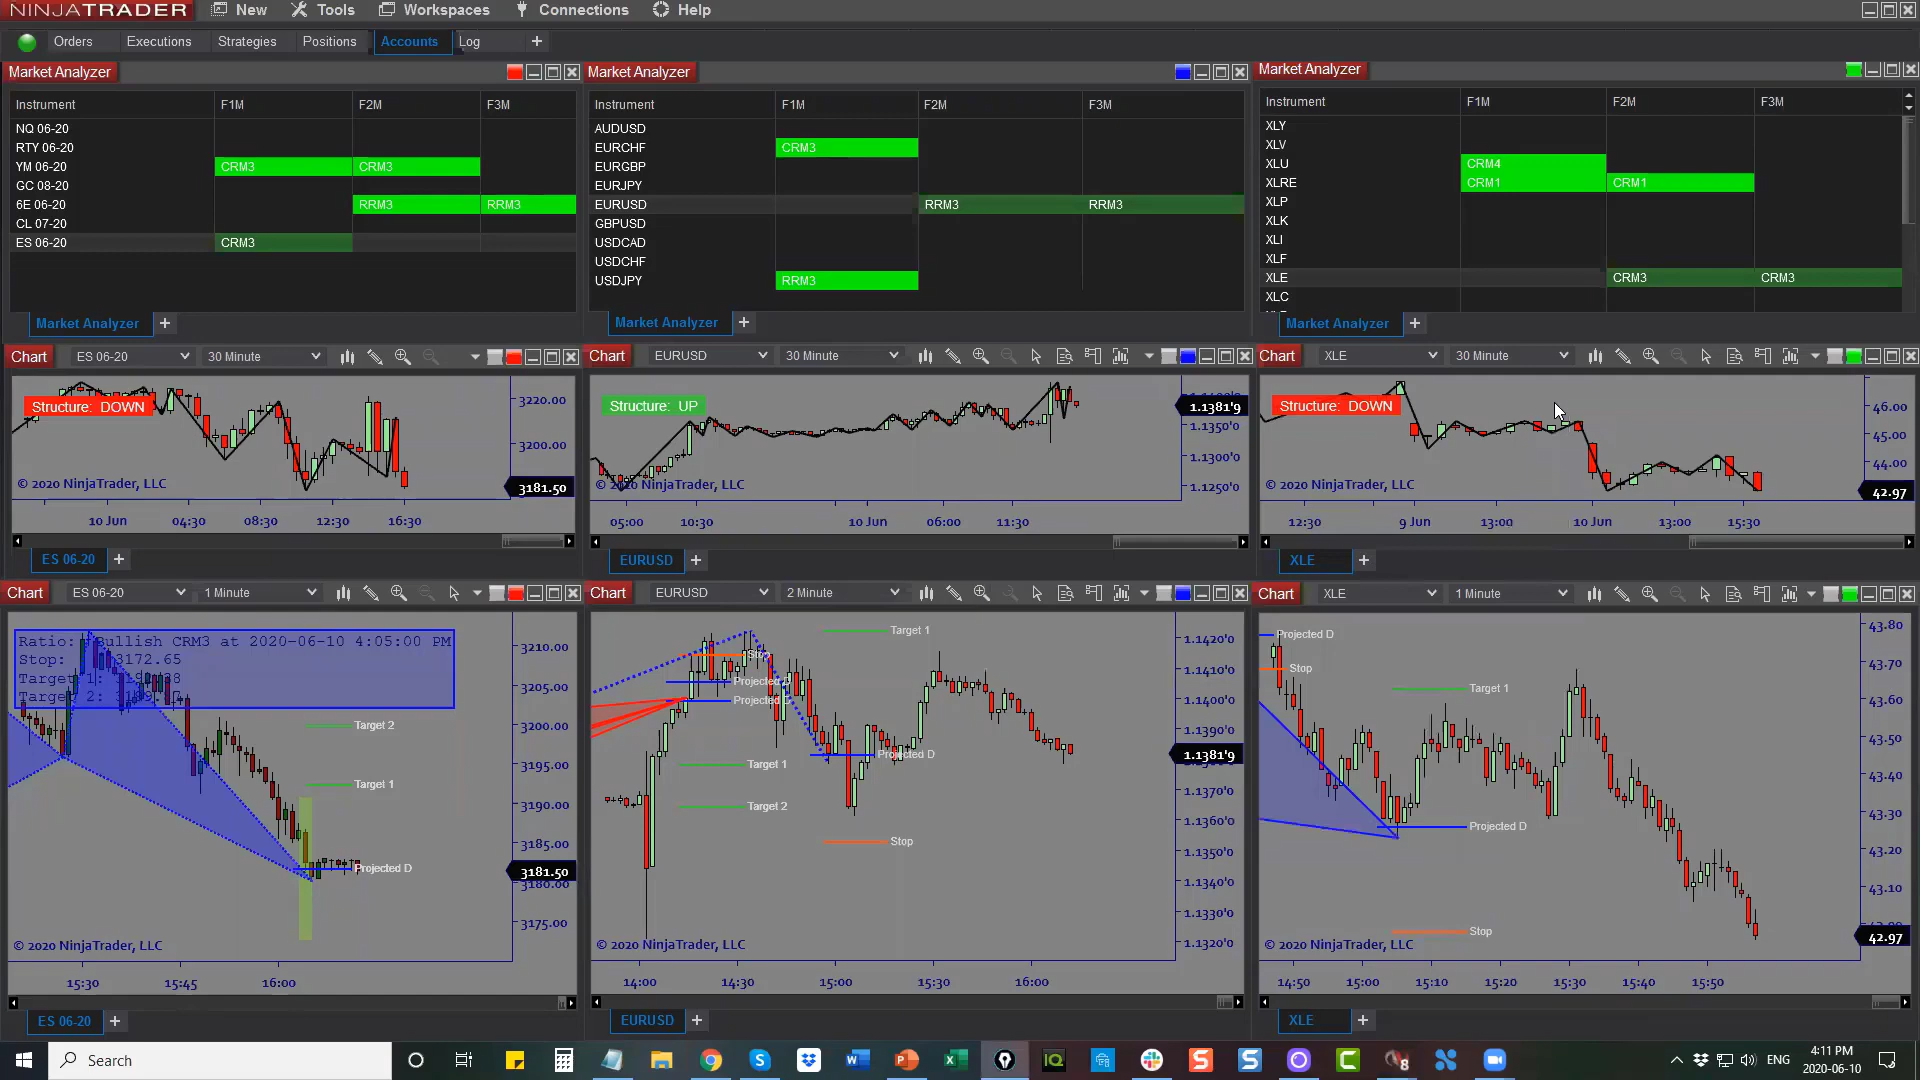 NINJATRADER New Tools Workspaces Connections Help
Orders Executions Strategies Positions Accounts Log +
Market Analyzer
Instrument F1M F2M F3M
NQ 06-20
RTY 06-20
YM 06-20 CRM3 CRM3
GC 08-20
6E 06-20 RRM3 RRM3
CL 07-20
ES 06-20 CRM3
Market Analyzer +
Market Analyzer
Instrument F1M F2M F3M
AUDUSD
EURCHF CRM3
EURGBP
EURJPY
EURUSD RRM3 RRM3
GBPUSD
USDCAD
USDCHF
USDJPY RRM3
Market Analyzer +
Market Analyzer
Instrument F1M F2M F3M
XLY
XLV
XLU CRM4
XLRE CRM1 CRM1
XLP
XLK
XLI
XLF
XLE CRM3 CRM3
XLC
Market Analyzer +
Chart ES 06-20 30 Minute
Structure: DOWN
3220.00
3200.00
3181.50
© 2020 NinjaTrader, LLC
10 Jun 04:30 08:30 12:30 16:30
ES 06-20 +
Chart EURUSD 30 Minute
Structure: UP
1.1381'9
1.1350'0
1.1300'0
1.1250'0
© 2020 NinjaTrader, LLC
05:00 10:30 10 Jun 06:00 11:30
EURUSD +
Chart XLE 30 Minute
Structure: DOWN
46.00
45.00
44.00
42.97
© 2020 NinjaTrader, LLC
12:30 9 Jun 13:00 10 Jun 13:00 15:30
XLE +
Chart ES 06-20 1 Minute
Ratio: Bullish CRM3 at 2020-06-10 4:05:00 PM
Stop: 3172.65
Target 1:
Target 2:
Target 2
Target 1
Projected D
3210.00
3205.00
3200.00
3195.00
3190.00
3185.00
3181.50
3180.00
3175.00
© 2020 NinjaTrader, LLC
15:30 15:45 16:00
ES 06-20 +
Chart EURUSD 2 Minute
Target 1
Stop
Projected D
Projected D
Projected D
Target 1
Target 2
Stop
1.1420'0
1.1410'0
1.1400'0
1.1390'0
1.1381'9
1.1370'0
1.1360'0
1.1350'0
1.1340'0
1.1330'0
1.1320'0
© 2020 NinjaTrader, LLC
14:00 14:30 15:00 15:30 16:00
EURUSD +
Chart XLE 1 Minute
Projected D
Stop
Target 1
Projected D
Stop
43.80
43.70
43.60
43.50
43.40
43.30
43.20
43.10
42.97
© 2020 NinjaTrader, LLC
14:50 15:00 15:10 15:20 15:30 15:40 15:50
XLE +
Search
ENG
4:11 PM
2020-06-10